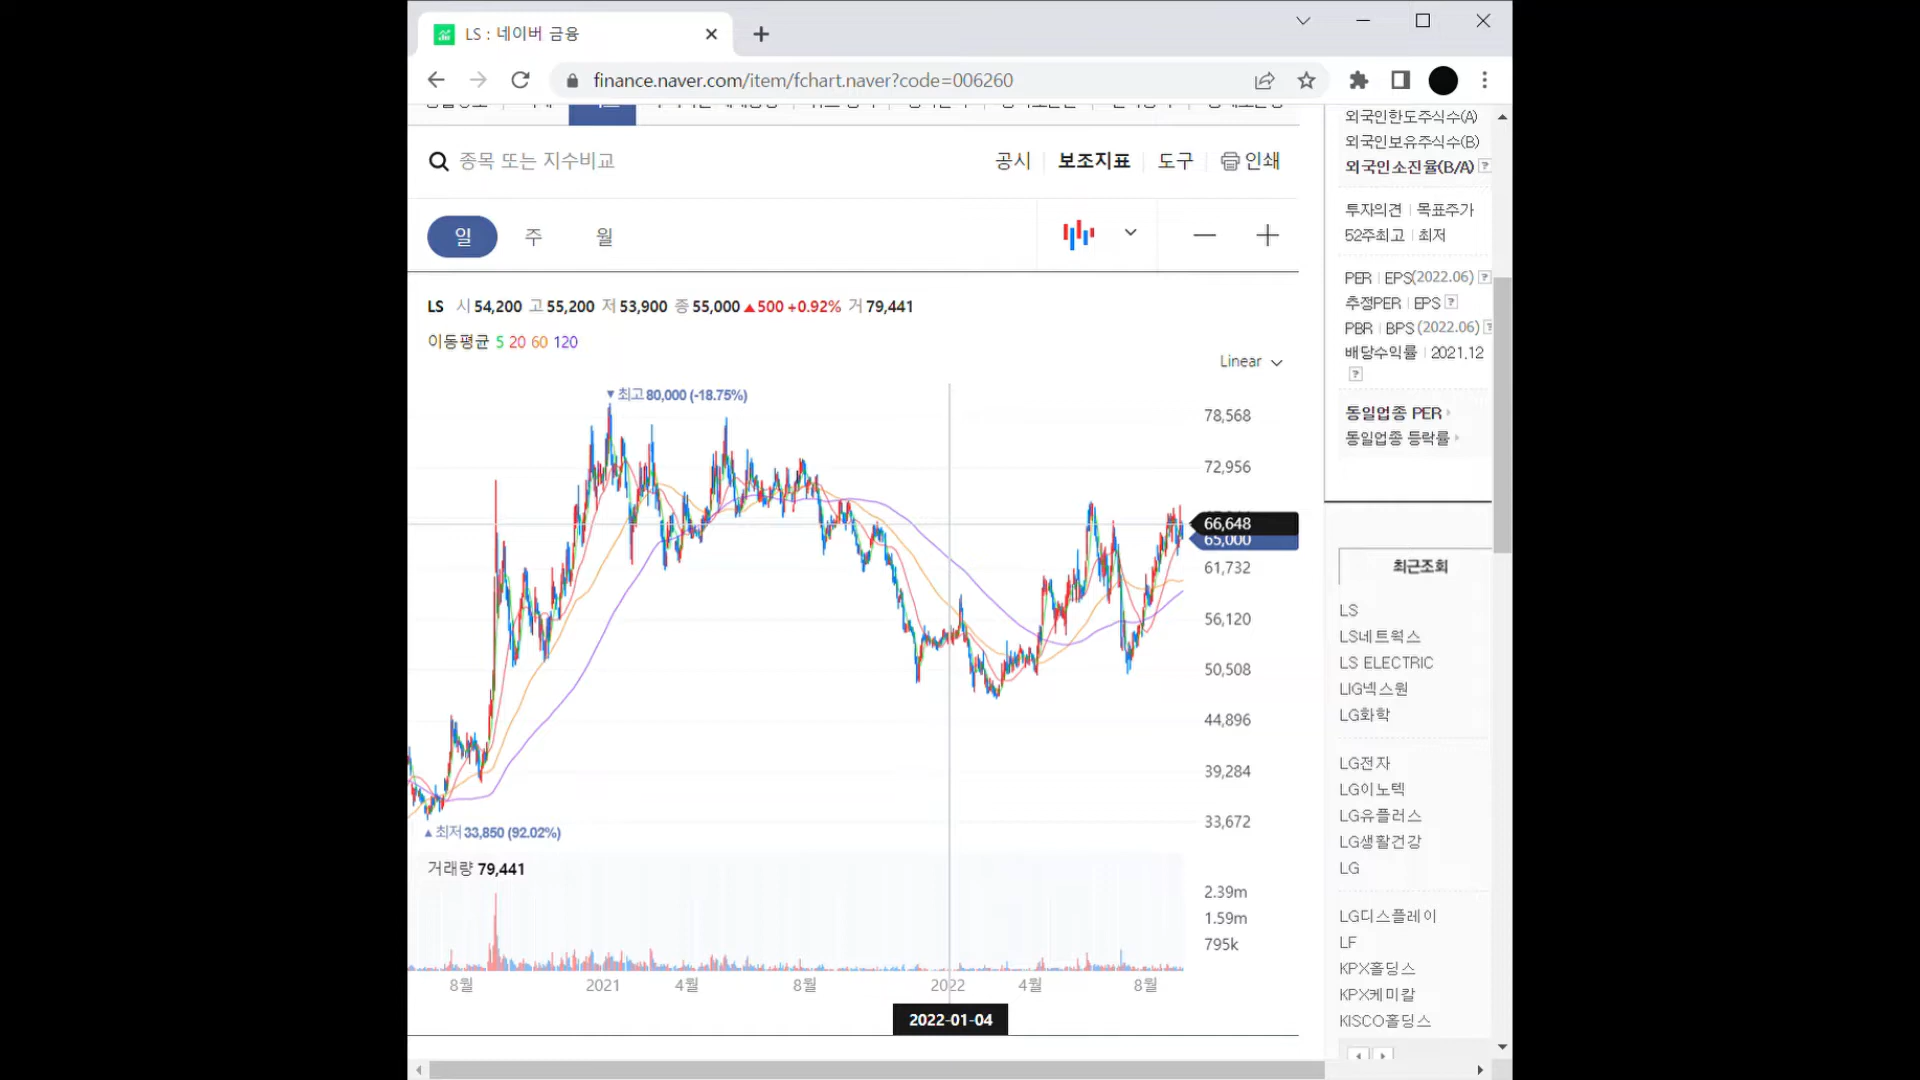 LS : 네이버 금융
finance.naver.com/item/fchart.naver?code=006260
종목 또는 지수비교
공시 보조지표 도구 인쇄
일 주 월
LS 시 54,200 고 55,200 저 53,900 종 55,000 ▲500 +0.92% 거 79,441
이동평균 5 20 60 120
Linear
▼최고 80,000 (-18.75%)
78,568
72,956
66,648
65,000
61,732
56,120
50,508
44,896
39,284
33,672
▲최저 33,850 (92.02%)
거래량 79,441
2.39m
1.59m
795k
8월 2021 4월 8월 2022 4월 8월
2022-01-04
외국인한도주식수(A)
외국인보유주식수(B)
외국인소진율(B/A) ?
투자의견 | 목표주가
52주최고 | 최저
PER | EPS(2022.06) ?
추정PER | EPS ?
PBR | BPS (2022.06) ?
배당수익률 | 2021.12
?
동일업종 PER
동일업종 등락률
최근조회
LS
LS네트웍스
LS ELECTRIC
LIG넥스원
LG화학
LG전자
LG이노텍
LG유플러스
LG생활건강
LG
LG디스플레이
LF
KPX홀딩스
KPX케미칼
KISCO홀딩스